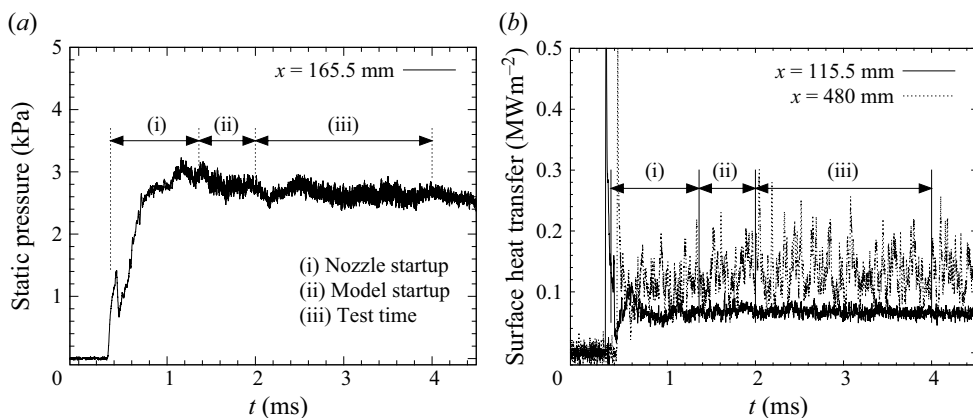 (a)
5
4
3
2
1
0
1
2
3
4
Static pressure (kPa)
t (ms)
x = 165.5 mm
(i)
(ii)
(iii)
(i) Nozzle startup
(ii) Model startup
(iii) Test time
(b)
0.5
0.4
0.3
0.2
0.1
0
1
2
3
4
Surface heat transfer (MWm⁻²)
t (ms)
x = 115.5 mm
x = 480 mm
(i)
(ii)
(iii)